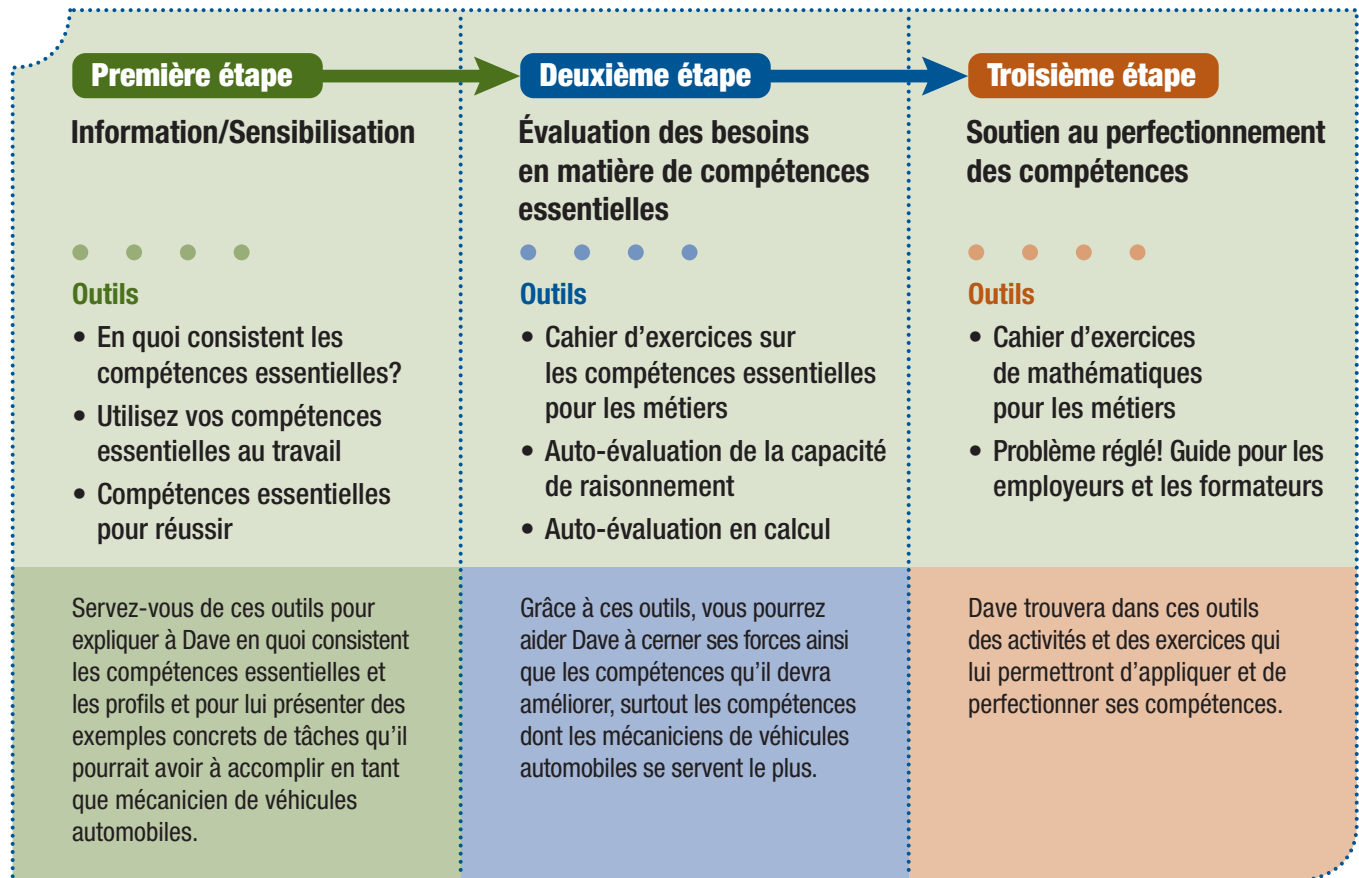 Première étape
Information/Sensibilisation
Outils
• En quoi consistent les
compétences essentielles?
• Utilisez vos compétences
essentielles au travail
• Compétences essentielles
pour réussir
Servez-vous de ces outils pour
expliquer à Dave en quoi consistent
les compétences essentielles et
les profils et pour lui présenter des
exemples concrets de tâches qu’il
pourrait avoir à accomplir en tant
que mécanicien de véhicules
automobiles.
Deuxième étape
Évaluation des besoins
en matière de compétences
essentielles
Outils
• Cahier d’exercices sur
les compétences essentielles
pour les métiers
• Auto-évaluation de la capacité
de raisonnement
• Auto-évaluation en calcul
Grâce à ces outils, vous pourrez
aider Dave à cerner ses forces ainsi
que les compétences qu’il devra
améliorer, surtout les compétences
dont les mécaniciens de véhicules
automobiles se servent le plus.
Troisième étape
Soutien au perfectionnement
des compétences
Outils
• Cahier d’exercices
de mathématiques
pour les métiers
• Problème réglé! Guide pour les
employeurs et les formateurs
Dave trouvera dans ces outils
des activités et des exercices qui
lui permettront d’appliquer et de
perfectionner ses compétences.